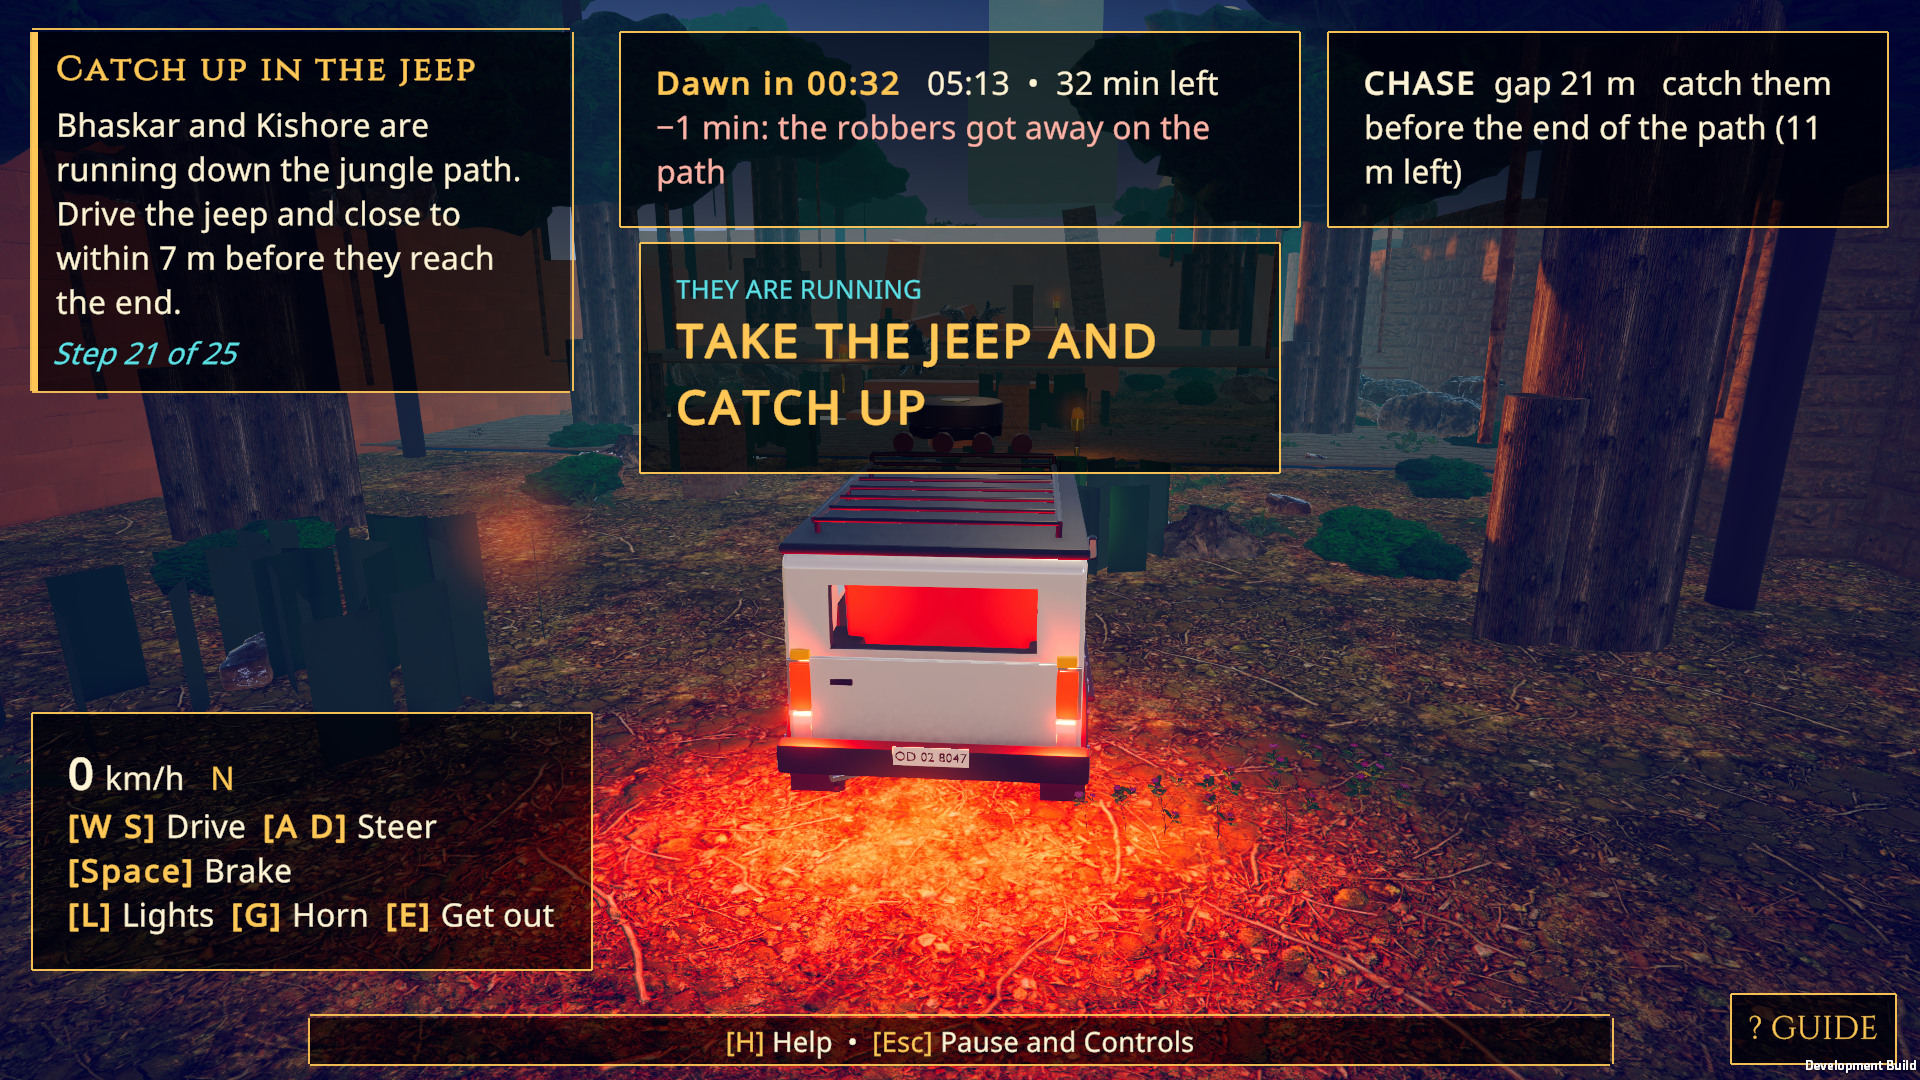 CATCH UP IN THE JEEP
Bhaskar and Kishore are
running down the jungle path.
Drive the jeep and close to
within 7 m before they reach
the end.
Step 21 of 25
Dawn in 00:32 05:13 • 32 min left
−1 min: the robbers got away on the
path
CHASE gap 21 m catch them
before the end of the path (11
m left)
THEY ARE RUNNING
TAKE THE JEEP AND
CATCH UP
OD 02 8047
0 km/h N
[W S] Drive [A D] Steer
[Space] Brake
[L] Lights [G] Horn [E] Get out
[H] Help • [Esc] Pause and Controls
? GUIDE
Development Build